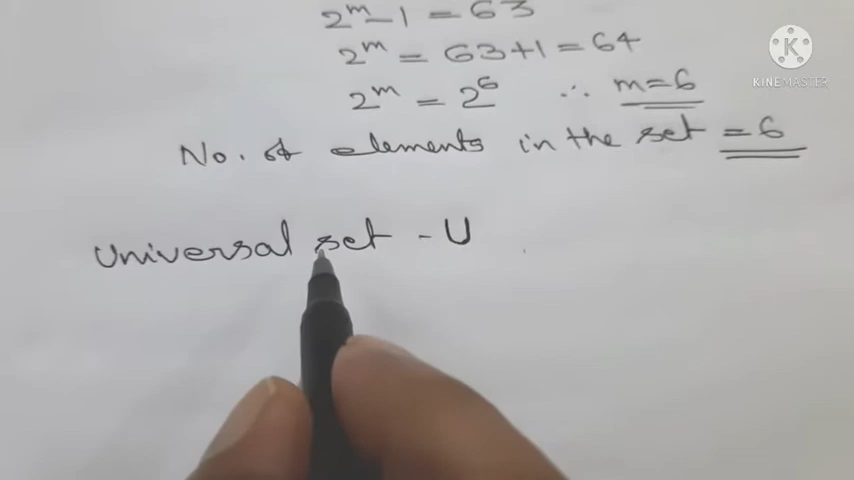 2^m - 1 = 63
2^m = 63+1 = 64
2^m = 2^6 ∴ m=6
No. of elements in the set = 6
Universal set - U
K
KINEMASTER